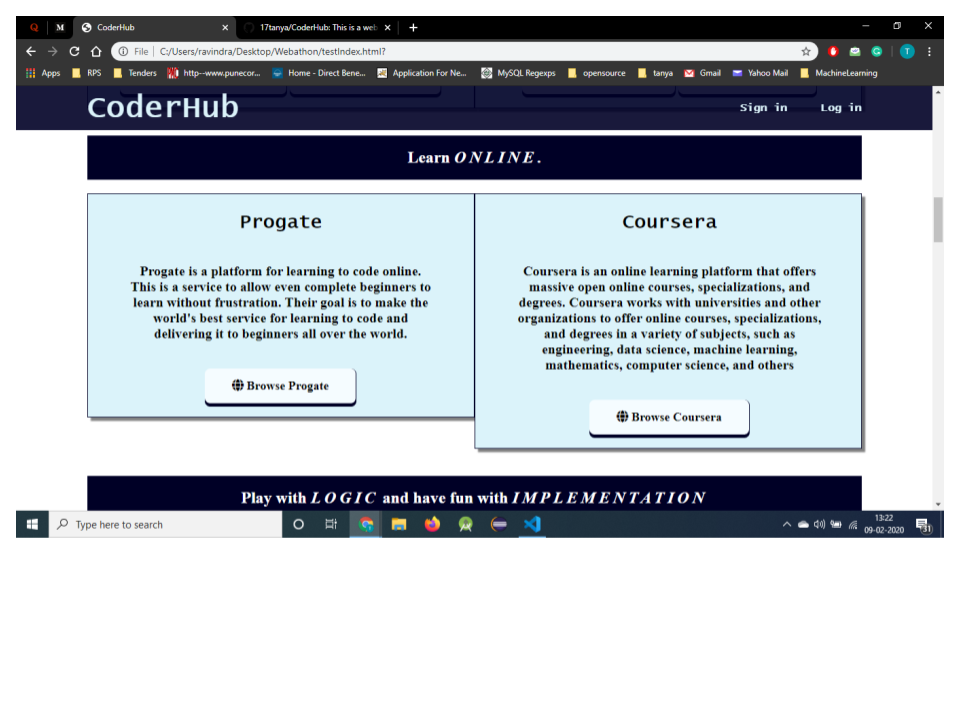 Q M CoderHub × 17tanya/CoderHub: This is a web × +
File C:/Users/ravindra/Desktop/Webathon/testIndex.html?
T
Apps RPS Tenders http--www.punecor... Home - Direct Bene... Application For Ne... MySQL Regexps opensource tanya Gmail Yahoo Mail MachineLearning
CoderHub Sign in Log in
Learn ONLINE.
Progate
Progate is a platform for learning to code online.
This is a service to allow even complete beginners to
learn without frustration. Their goal is to make the
world's best service for learning to code and
delivering it to beginners all over the world.
Browse Progate
Coursera
Coursera is an online learning platform that offers
massive open online courses, specializations, and
degrees. Coursera works with universities and other
organizations to offer online courses, specializations,
and degrees in a variety of subjects, such as
engineering, data science, machine learning,
mathematics, computer science, and others
Browse Coursera
Play with LOGIC and have fun with IMPLEMENTATION
Type here to search
13:22
09-02-2020
31